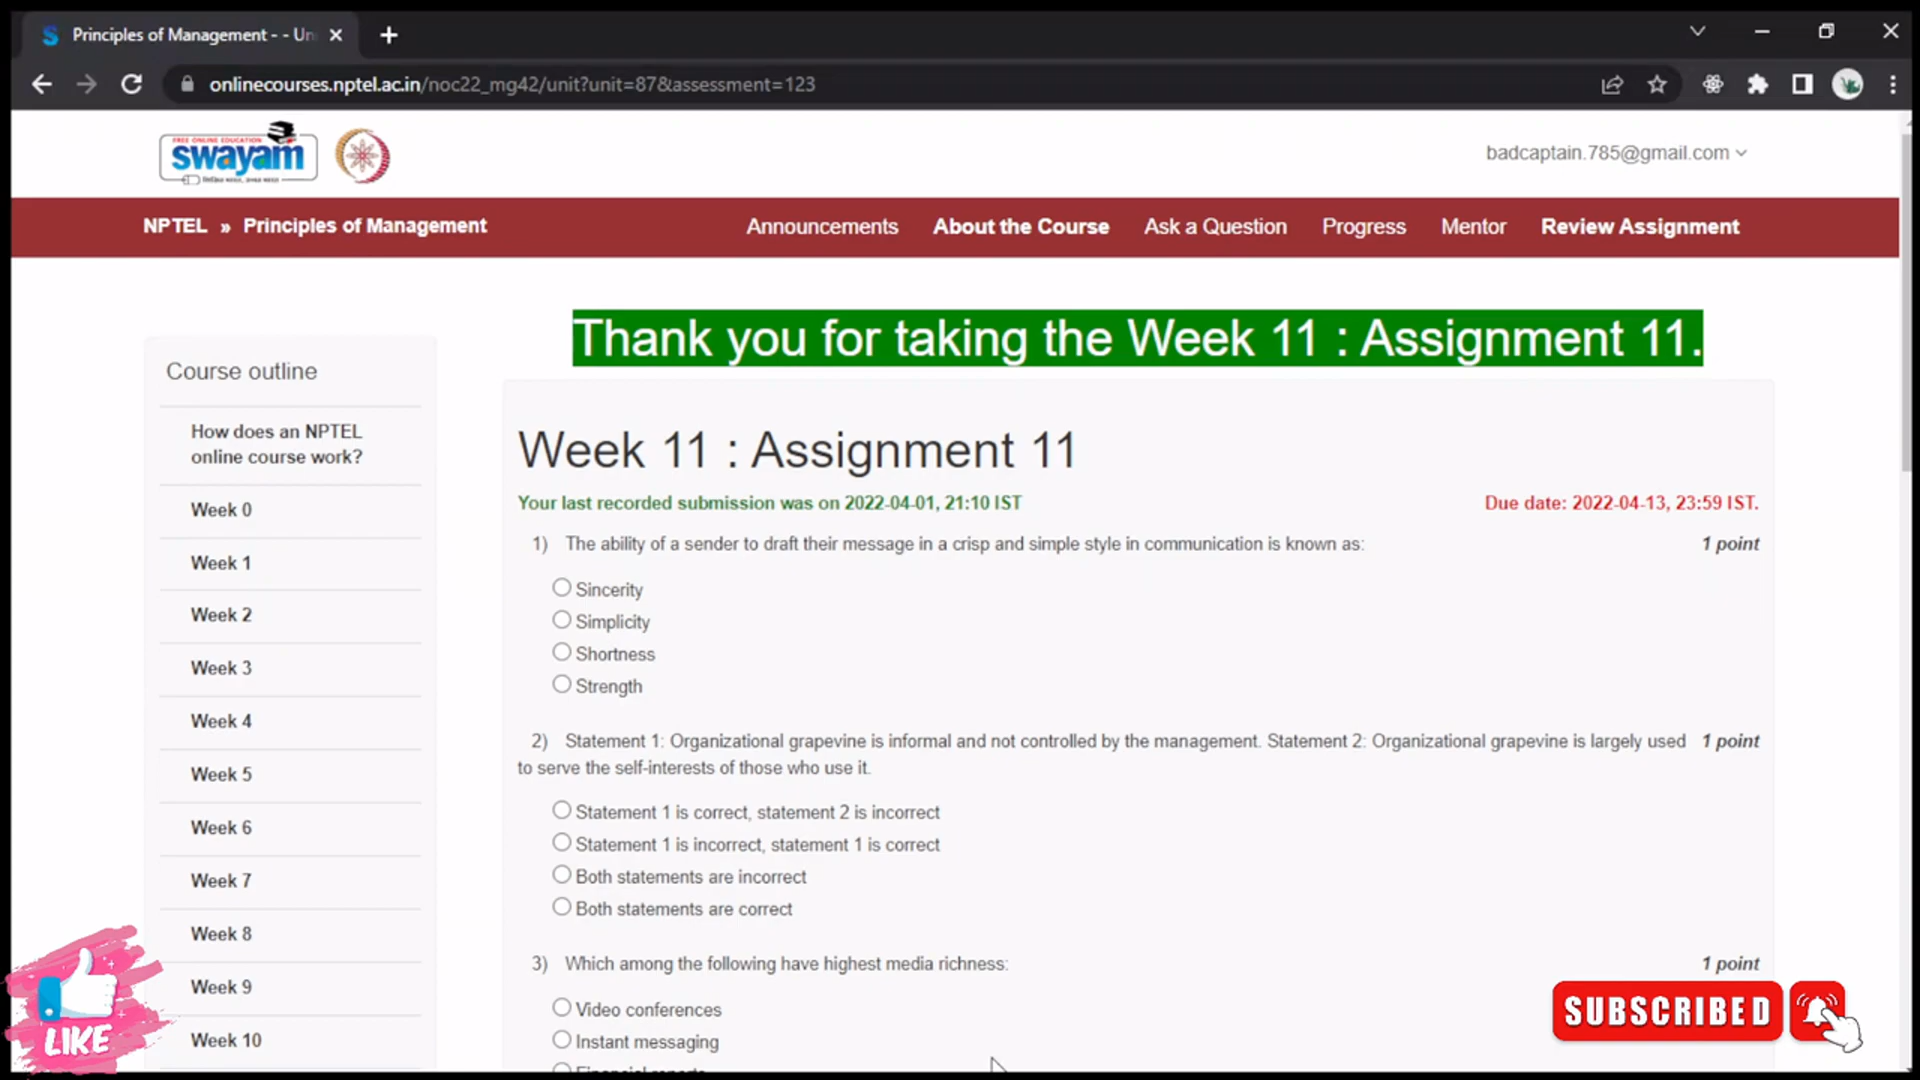 Principles of Management - - Un
onlinecourses.nptel.ac.in/noc22_mg42/unit?unit=87&assessment=123
FREE ONLINE EDUCATION
swayam
badcaptain.785@gmail.com
NPTEL » Principles of Management
Announcements About the Course Ask a Question Progress Mentor Review Assignment
Thank you for taking the Week 11 : Assignment 11.
Course outline
How does an NPTEL
online course work?
Week 0
Week 1
Week 2
Week 3
Week 4
Week 5
Week 6
Week 7
Week 8
Week 9
Week 10
Week 11 : Assignment 11
Your last recorded submission was on 2022-04-01, 21:10 IST Due date: 2022-04-13, 23:59 IST.
1) The ability of a sender to draft their message in a crisp and simple style in communication is known as: 1 point
Sincerity
Simplicity
Shortness
Strength
2) Statement 1: Organizational grapevine is informal and not controlled by the management. Statement 2: Organizational grapevine is largely used 1 point
to serve the self-interests of those who use it.
Statement 1 is correct, statement 2 is incorrect
Statement 1 is incorrect, statement 1 is correct
Both statements are incorrect
Both statements are correct
3) Which among the following have highest media richness: 1 point
Video conferences
Instant messaging
Financial reports
LIKE
SUBSCRIBED